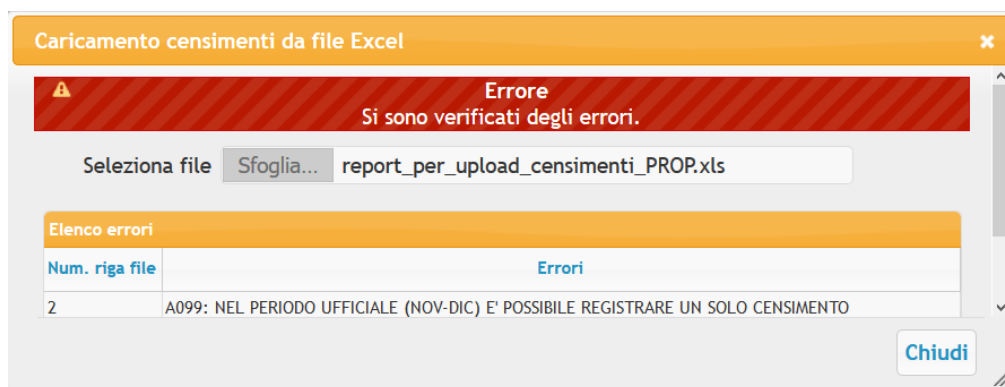 Caricamento censimenti da file Excel
Errore
Si sono verificati degli errori.
Seleziona file Sfoglia... report_per_upload_censimenti_PROP.xls
Elenco errori
Num. riga file Errori
2 A099: NEL PERIODO UFFICIALE (NOV-DIC) E' POSSIBILE REGISTRARE UN SOLO CENSIMENTO
Chiudi